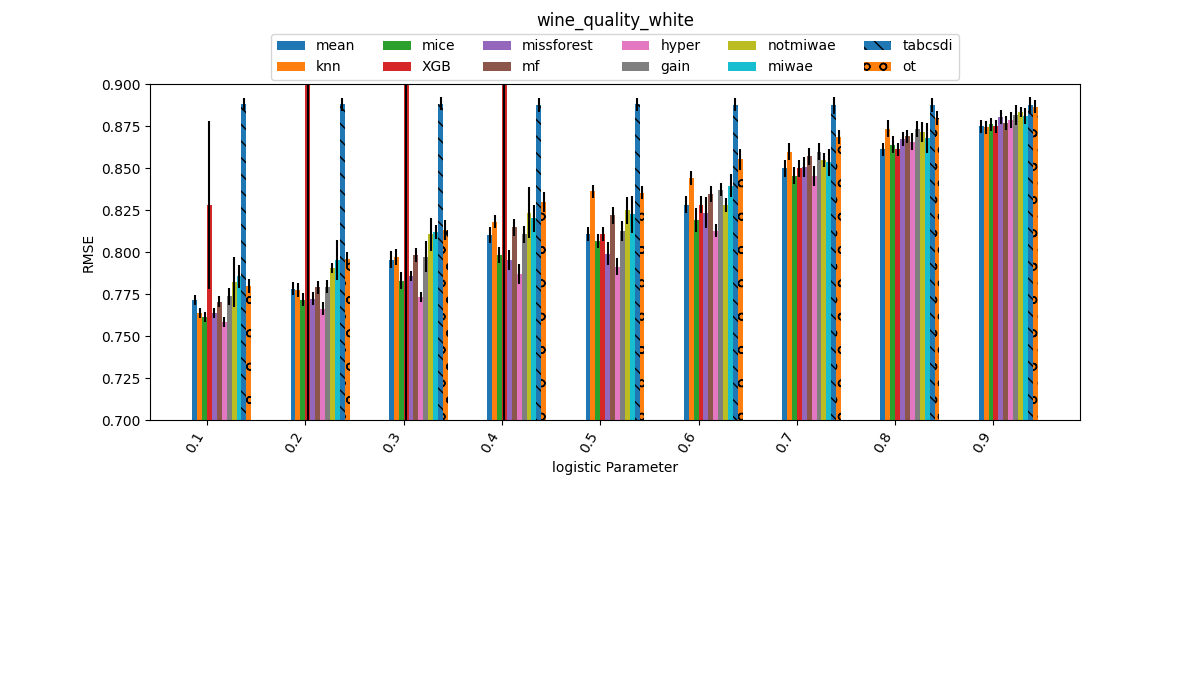 wine_quality_white
mean mice missforest hyper notmiwae tabcsdi
knn XGB mf gain miwae ot
0.900
0.875
0.850
0.825
0.800
0.775
0.750
0.725
0.700
RMSE
0.1 0.2 0.3 0.4 0.5 0.6 0.7 0.8 0.9
logistic Parameter